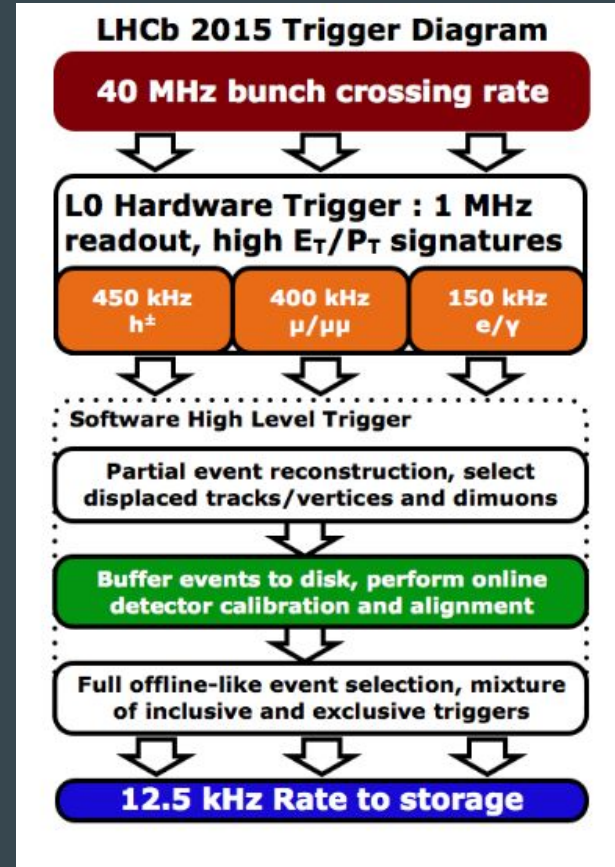 LHCb 2015 Trigger Diagram
40 MHz bunch crossing rate
L0 Hardware Trigger : 1 MHz
readout, high Eᴛ/Pᴛ signatures
450 kHz
h±
400 kHz
μ/μμ
150 kHz
e/γ
Software High Level Trigger
Partial event reconstruction, select
displaced tracks/vertices and dimuons
Buffer events to disk, perform online
detector calibration and alignment
Full offline-like event selection, mixture
of inclusive and exclusive triggers
12.5 kHz Rate to storage